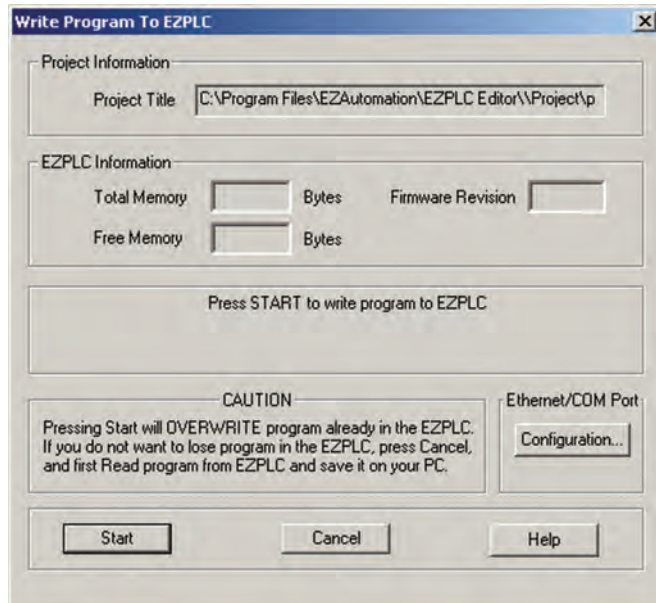 Write Program To EZPLC
Project Information
Project Title C:\Program Files\EZAutomation\EZPLC Editor\\Project\p
EZPLC Information
Total Memory Bytes Firmware Revision
Free Memory Bytes
Press START to write program to EZPLC
CAUTION
Pressing Start will OVERWRITE program already in the EZPLC.
If you do not want to lose program in the EZPLC, press Cancel,
and first Read program from EZPLC and save it on your PC.
Ethernet/COM Port
Configuration...
Start Cancel Help